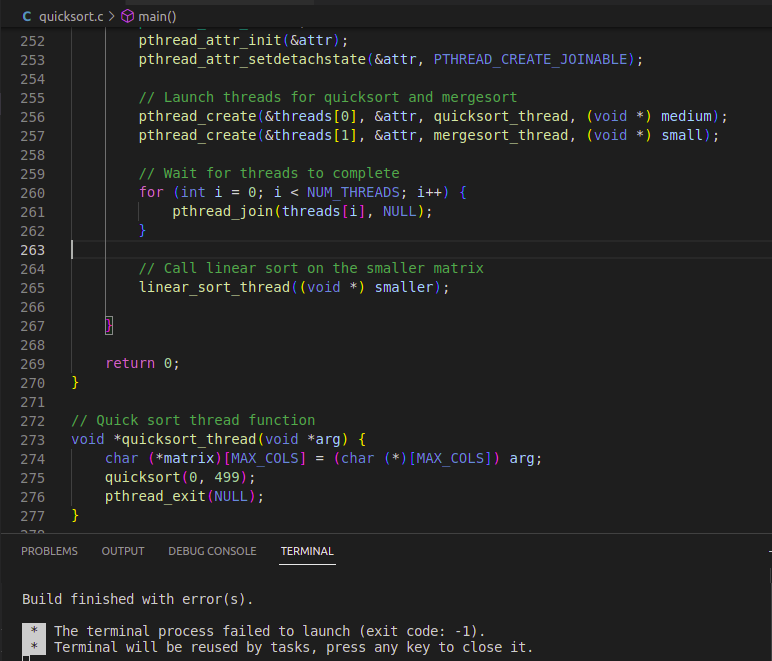 C quicksort.c > main()
252 pthread_attr_init(&attr);
253 pthread_attr_setdetachstate(&attr, PTHREAD_CREATE_JOINABLE);
254
255 // Launch threads for quicksort and mergesort
256 pthread_create(&threads[0], &attr, quicksort_thread, (void *) medium);
257 pthread_create(&threads[1], &attr, mergesort_thread, (void *) small);
258
259 // Wait for threads to complete
260 for (int i = 0; i < NUM_THREADS; i++) {
261 pthread_join(threads[i], NULL);
262 }
263
264 // Call linear sort on the smaller matrix
265 linear_sort_thread((void *) smaller);
266
267 }
268
269 return 0;
270 }
271
272 // Quick sort thread function
273 void *quicksort_thread(void *arg) {
274 char (*matrix)[MAX_COLS] = (char (*)[MAX_COLS]) arg;
275 quicksort(0, 499);
276 pthread_exit(NULL);
277 }
PROBLEMS OUTPUT DEBUG CONSOLE TERMINAL
Build finished with error(s).
* The terminal process failed to launch (exit code: -1).
* Terminal will be reused by tasks, press any key to close it.